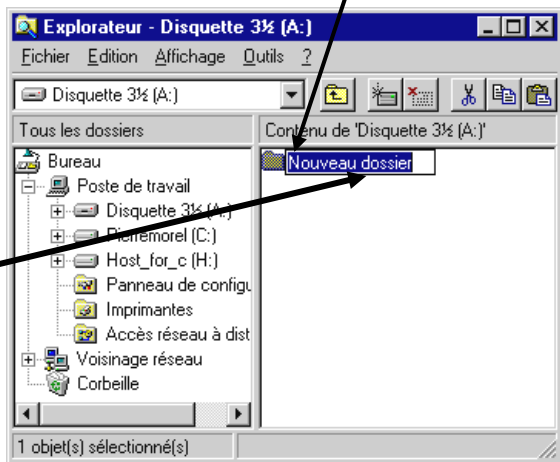 Explorateur - Disquette 3½ (A:)
Fichier Edition Affichage Outils ?
Disquette 3½ (A:)
Tous les dossiers
Contenu de 'Disquette 3½ (A:)'
Bureau
Poste de travail
Disquette 3½ (A:)
Pierremorel (C:)
Host_for_c (H:)
Panneau de configu
Imprimantes
Accès réseau à dist
Voisinage réseau
Corbeille
Nouveau dossier
1 objet(s) sélectionné(s)